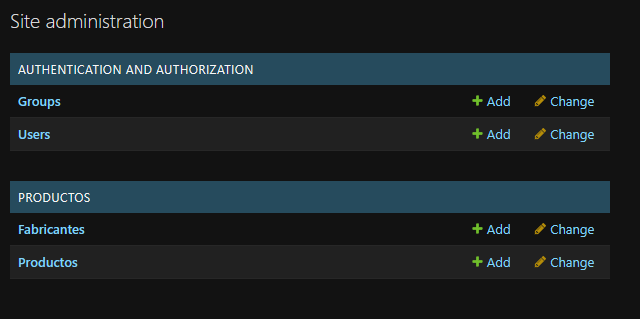 Site administration
AUTHENTICATION AND AUTHORIZATION
Groups Add Change
Users Add Change
PRODUCTOS
Fabricantes Add Change
Productos Add Change